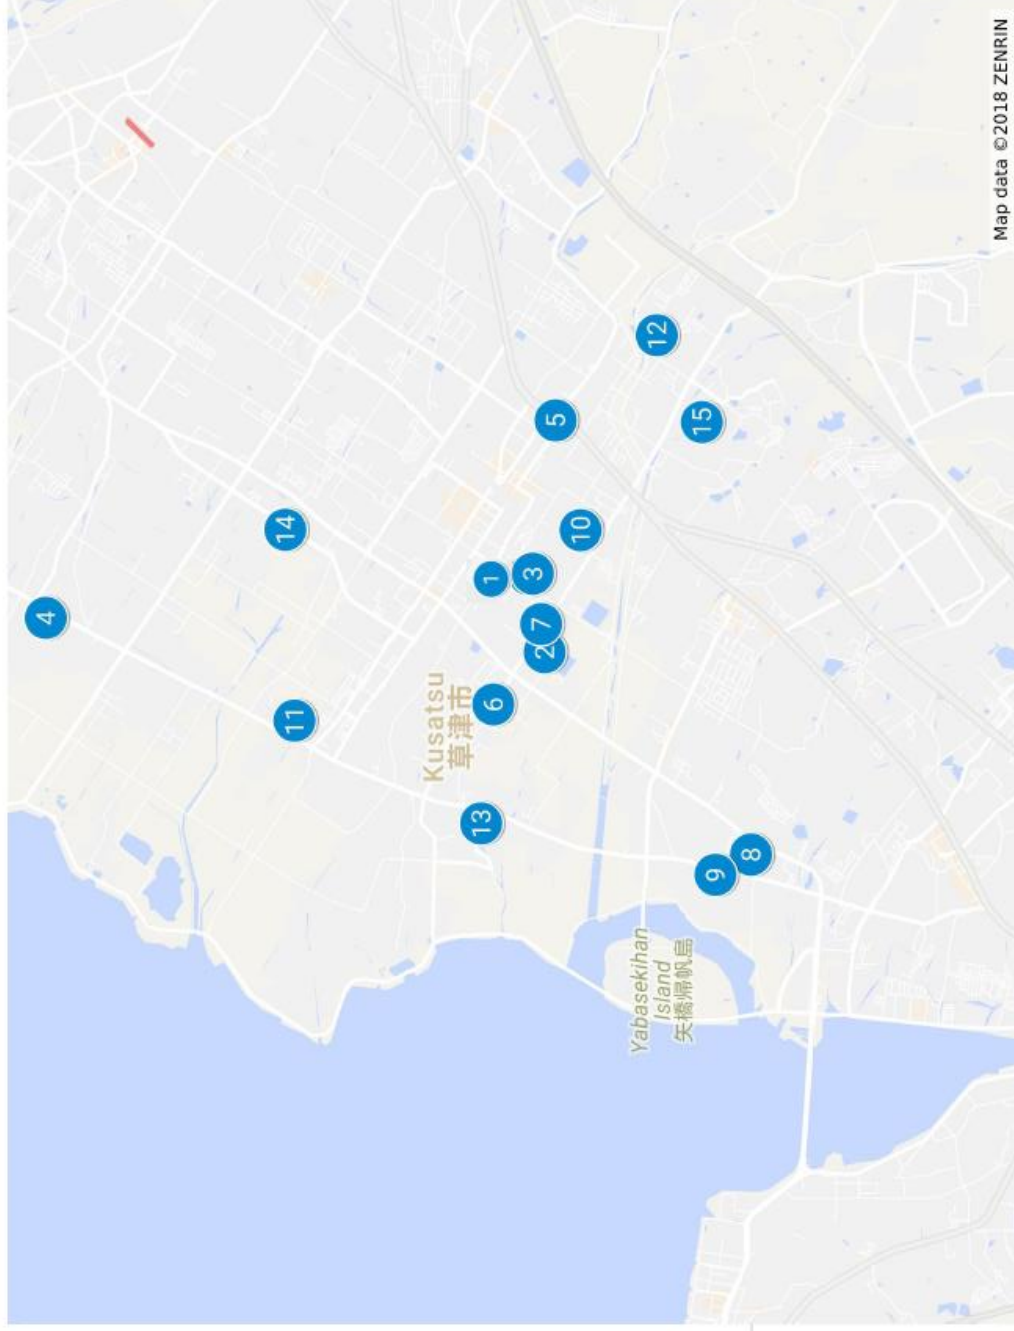 4
14
11
Kusatsu
草津市
13
6
1
3
7
2
5
10
Yabasekihan
Island
矢橋帰帆島
12
15
9
8
Map data ©2018 ZENRIN